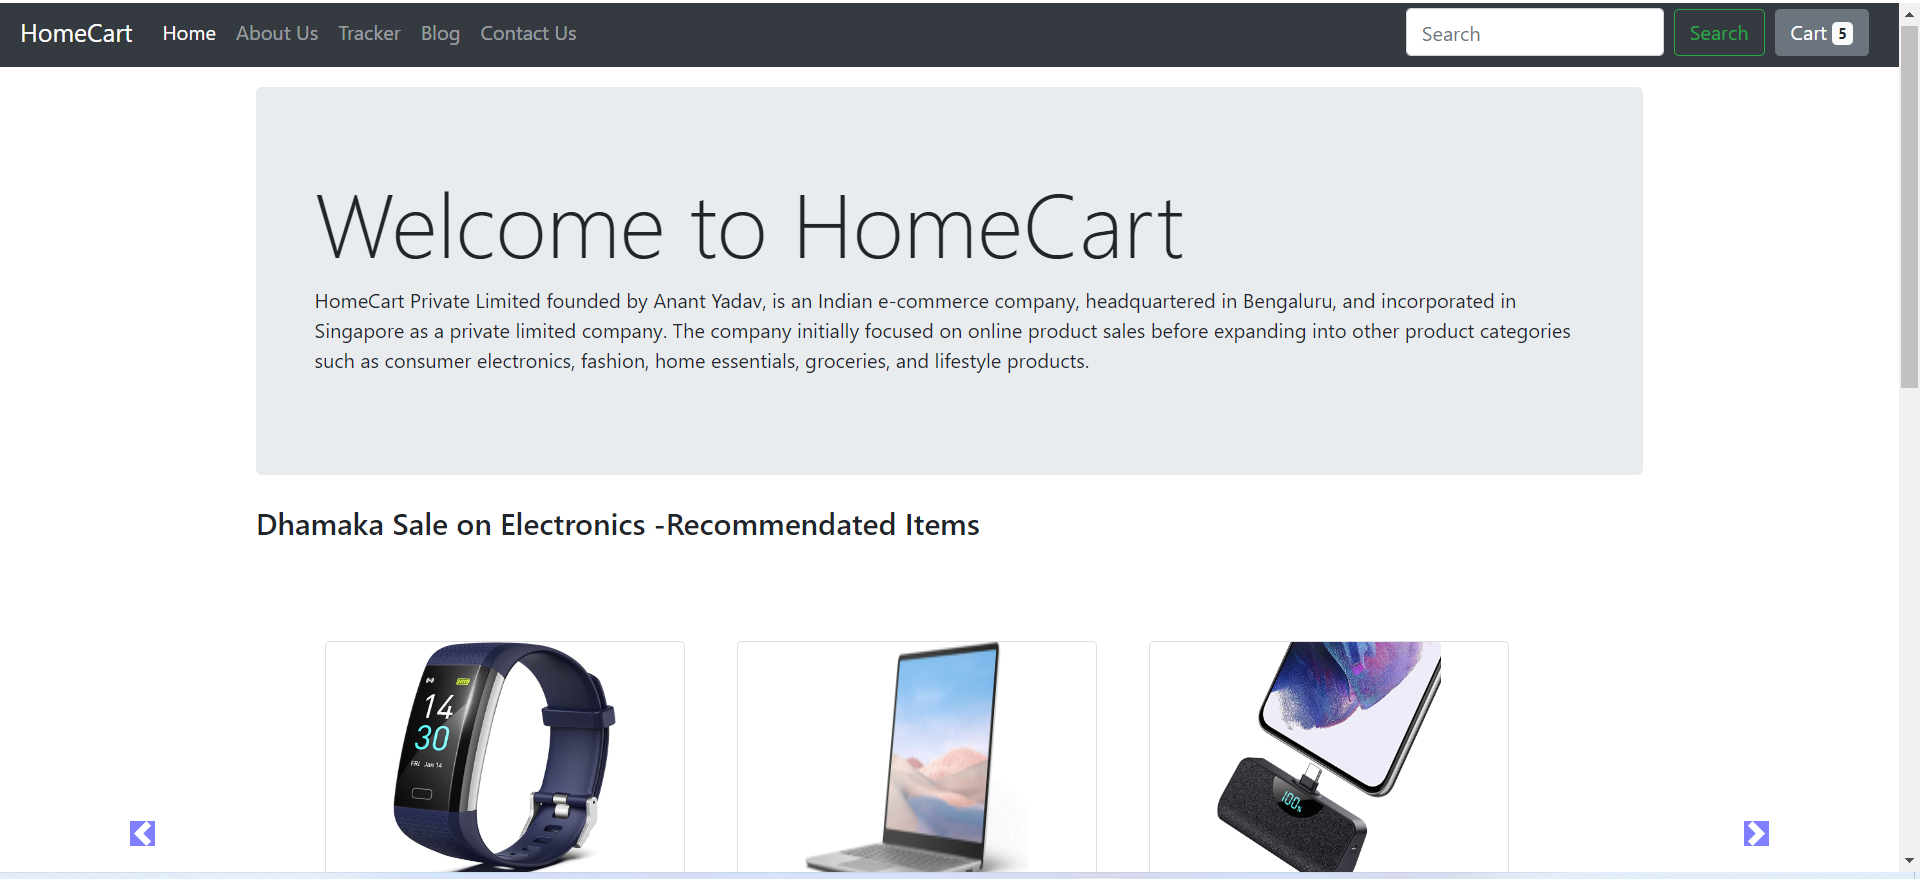 HomeCart Home About Us Tracker Blog Contact Us Search Search Cart 5
Welcome to HomeCart
HomeCart Private Limited founded by Anant Yadav, is an Indian e-commerce company, headquartered in Bengaluru, and incorporated in
Singapore as a private limited company. The company initially focused on online product sales before expanding into other product categories
such as consumer electronics, fashion, home essentials, groceries, and lifestyle products.
Dhamaka Sale on Electronics -Recommendated Items
14
30
FRI Jan 14
100%